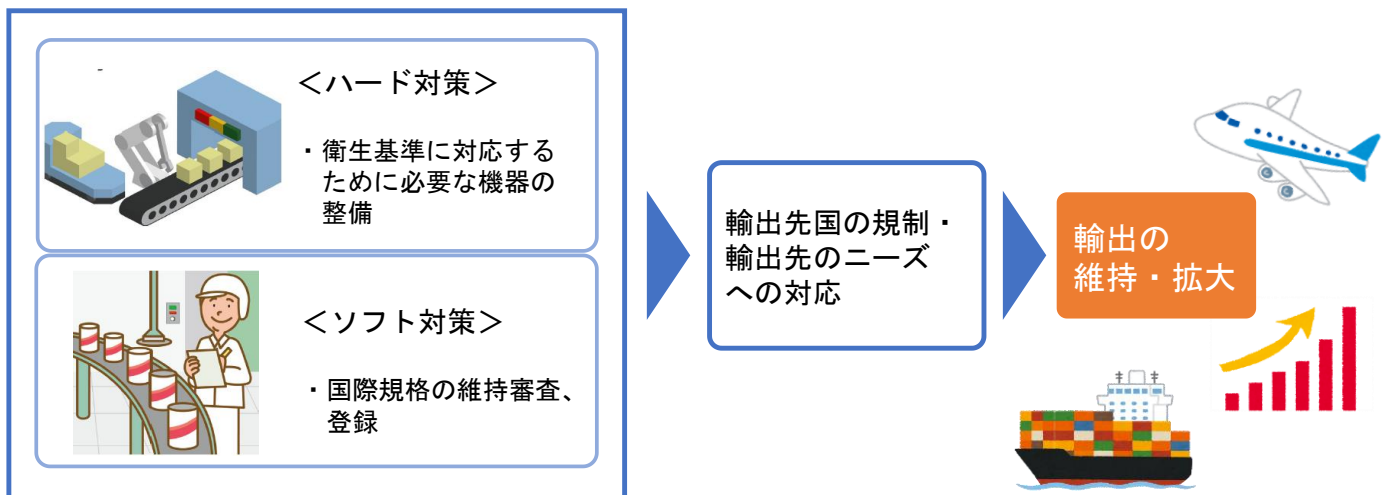 ＜ハード対策＞
・衛生基準に対応する
ために必要な機器の
整備
＜ソフト対策＞
・国際規格の維持審査、
登録
輸出先国の規制・
輸出先のニーズ
への対応
輸出の
維持・拡大